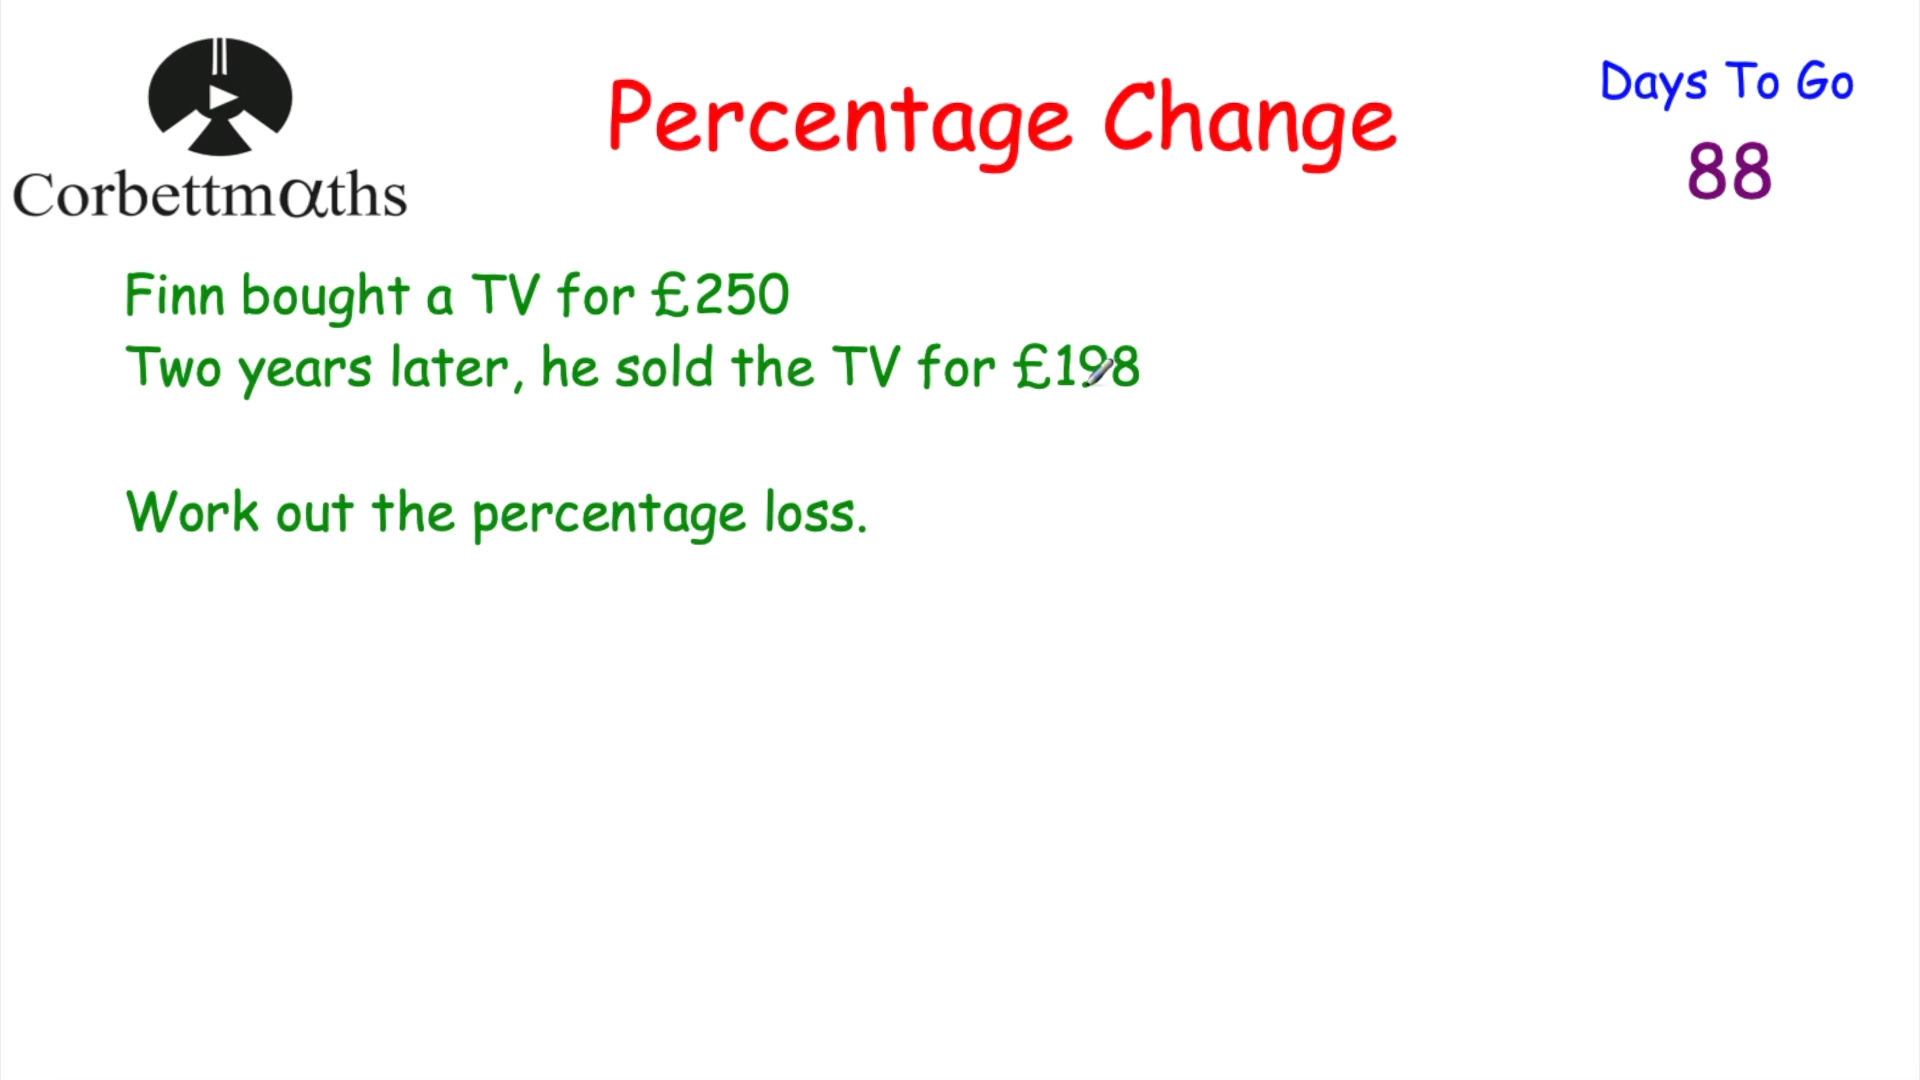 Corbettmαths
Percentage Change
Days To Go
88
Finn bought a TV for £250
Two years later, he sold the TV for £198
Work out the percentage loss.